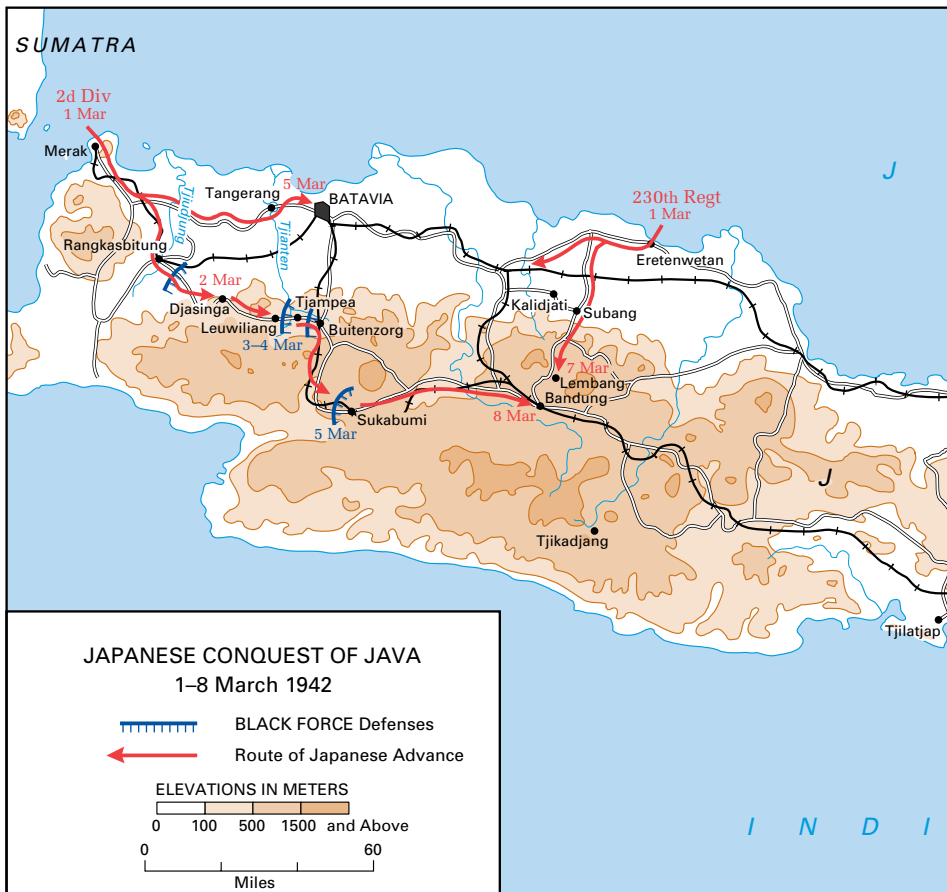 SUMATRA
2d Div
1 Mar
Merak
J
Tjiudjung
Tangerang
5 Mar
BATAVIA
230th Regt
1 Mar
Rangkasbitung
Tjianten
Eretenwetan
2 Mar
Djasinga
Tjampea
Kalidjati
Subang
Leuwiliang
Buitenzorg
3–4 Mar
7 Mar
Lembang
Bandung
8 Mar
Sukabumi
5 Mar
J
Tjikadjang
Tjilatjap
JAPANESE CONQUEST OF JAVA
1–8 March 1942
BLACK FORCE Defenses
Route of Japanese Advance
ELEVATIONS IN METERS
0 100 500 1500 and Above
0 60
Miles
I N D I